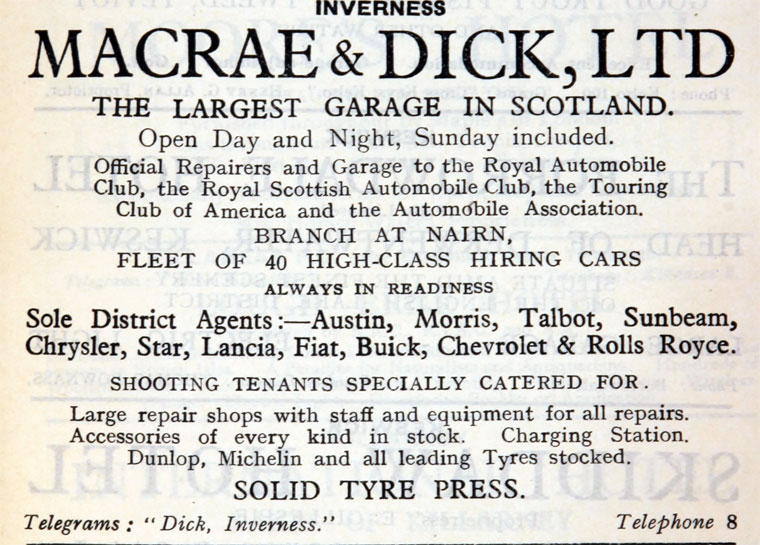 INVERNESS
MACRAE & DICK, LTD
THE LARGEST GARAGE IN SCOTLAND.
Open Day and Night, Sunday included.
Official Repairers and Garage to the Royal Automobile
Club, the Royal Scottish Automobile Club, the Touring
Club of America and the Automobile Association.
BRANCH AT NAIRN.
FLEET OF 40 HIGH-CLASS HIRING CARS
ALWAYS IN READINESS
Sole District Agents:—Austin, Morris, Talbot, Sunbeam,
Chrysler, Star, Lancia, Fiat, Buick, Chevrolet & Rolls Royce.
SHOOTING TENANTS SPECIALLY CATERED FOR
Large repair shops with staff and equipment for all repairs.
Accessories of every kind in stock. Charging Station.
Dunlop, Michelin and all leading Tyres stocked.
SOLID TYRE PRESS.
Telegrams: "Dick, Inverness." Telephone 8